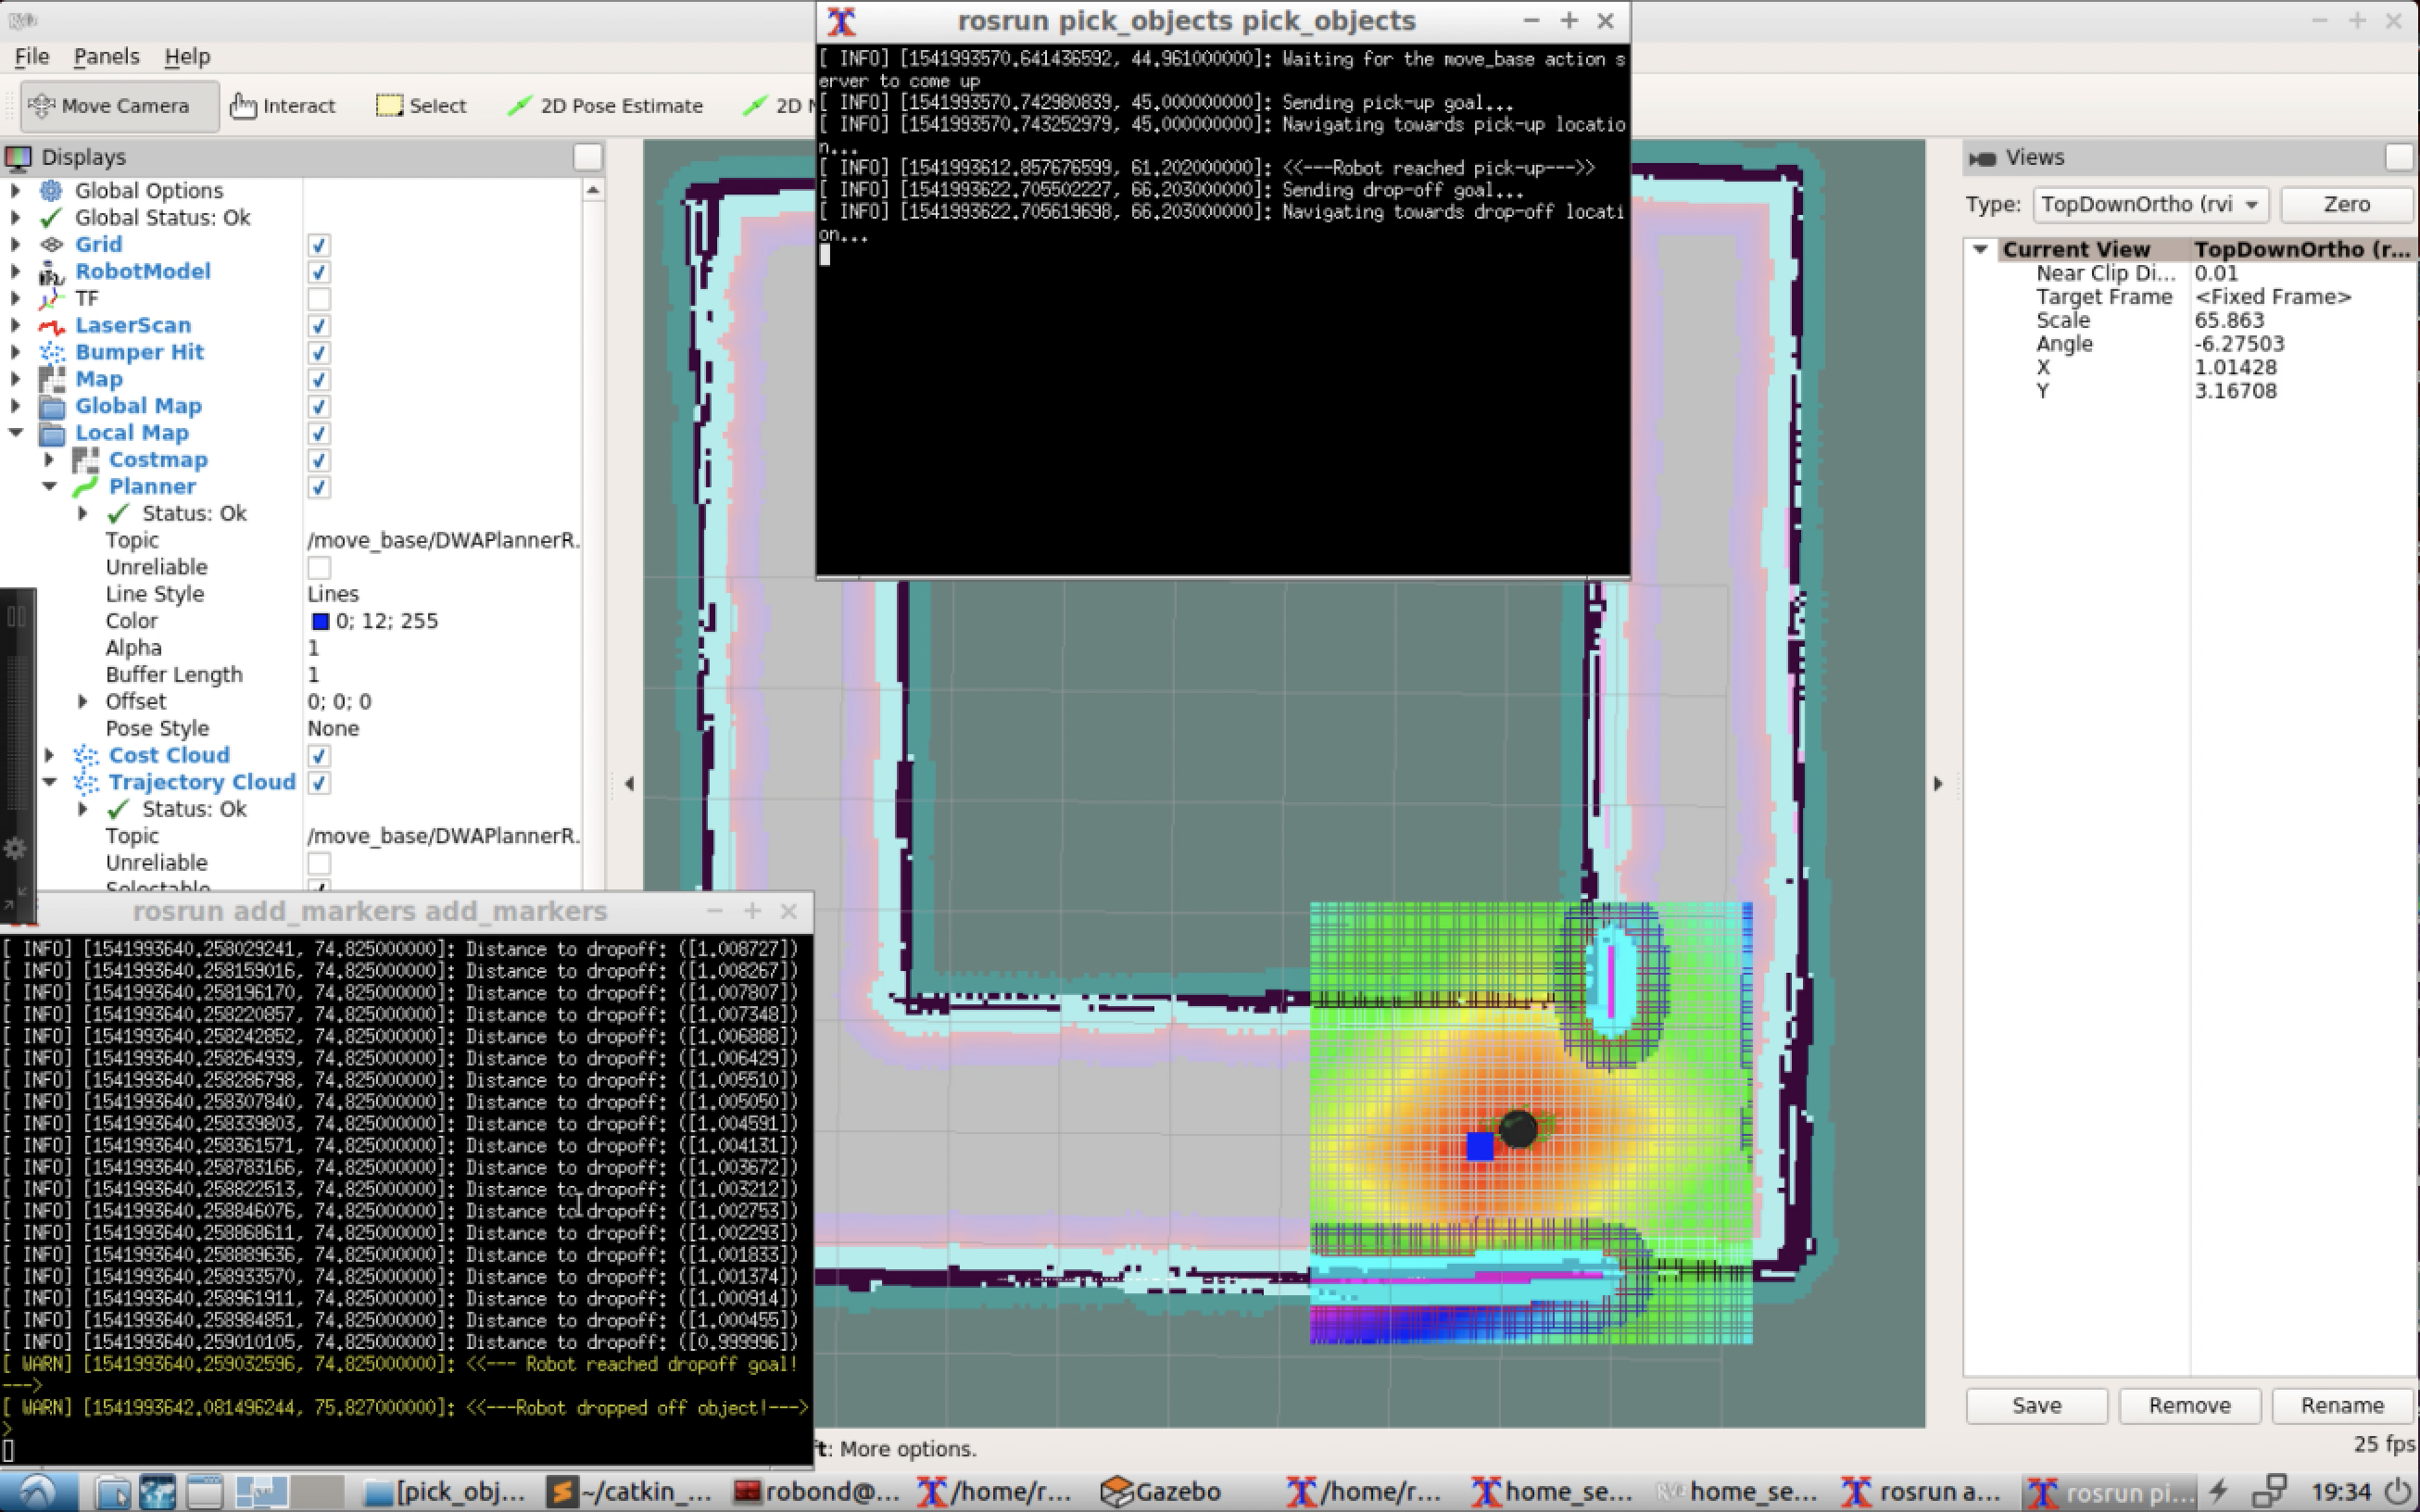 RViz
File Panels Help
Move Camera Interact Select 2D Pose Estimate 2D N
Displays
Global Options
Global Status: Ok
Grid
RobotModel
TF
LaserScan
Bumper Hit
Map
Global Map
Local Map
Costmap
Planner
Status: Ok
Topic /move_base/DWAPlannerR.
Unreliable
Line Style Lines
Color 0; 12; 255
Alpha 1
Buffer Length 1
Offset 0; 0; 0
Pose Style None
Cost Cloud
Trajectory Cloud
Status: Ok
Topic /move_base/DWAPlannerR.
Unreliable
Selectable
rosrun pick_objects pick_objects
[ INFO] [1541993570.641436592, 44.961000000]: Waiting for the move_base action s
erver to come up
[ INFO] [1541993570.742980839, 45.000000000]: Sending pick-up goal...
[ INFO] [1541993570.743252979, 45.000000000]: Navigating towards pick-up locatio
n...
[ INFO] [1541993612.857676599, 61.202000000]: <<---Robot reached pick-up--->>
[ INFO] [1541993622.705502227, 66.203000000]: Sending drop-off goal...
[ INFO] [1541993622.705619698, 66.203000000]: Navigating towards drop-off locati
on...
Views
Type: TopDownOrtho (rvi Zero
Current View TopDownOrtho (r...
Near Clip Di... 0.01
Target Frame <Fixed Frame>
Scale 65.863
Angle -6.27503
X 1.01428
Y 3.16708
rosrun add_markers add_markers
[ INFO] [1541993640.258029241, 74.825000000]: Distance to dropoff: ([1.008727])
[ INFO] [1541993640.258159016, 74.825000000]: Distance to dropoff: ([1.008267])
[ INFO] [1541993640.258196170, 74.825000000]: Distance to dropoff: ([1.007807])
[ INFO] [1541993640.258220857, 74.825000000]: Distance to dropoff: ([1.007348])
[ INFO] [1541993640.258242852, 74.825000000]: Distance to dropoff: ([1.006888])
[ INFO] [1541993640.258264939, 74.825000000]: Distance to dropoff: ([1.006429])
[ INFO] [1541993640.258286798, 74.825000000]: Distance to dropoff: ([1.005510])
[ INFO] [1541993640.258307840, 74.825000000]: Distance to dropoff: ([1.005050])
[ INFO] [1541993640.258339803, 74.825000000]: Distance to dropoff: ([1.004591])
[ INFO] [1541993640.258361571, 74.825000000]: Distance to dropoff: ([1.004131])
[ INFO] [1541993640.258783166, 74.825000000]: Distance to dropoff: ([1.003672])
[ INFO] [1541993640.258822513, 74.825000000]: Distance to dropoff: ([1.003212])
[ INFO] [1541993640.258846076, 74.825000000]: Distance to dropoff: ([1.002753])
[ INFO] [1541993640.258868611, 74.825000000]: Distance to dropoff: ([1.002293])
[ INFO] [1541993640.258889636, 74.825000000]: Distance to dropoff: ([1.001833])
[ INFO] [1541993640.258933570, 74.825000000]: Distance to dropoff: ([1.001374])
[ INFO] [1541993640.258961911, 74.825000000]: Distance to dropoff: ([1.000914])
[ INFO] [1541993640.258984851, 74.825000000]: Distance to dropoff: ([1.000455])
[ INFO] [1541993640.259010105, 74.825000000]: Distance to dropoff: ([0.999996])
[ WARN] [1541993640.259032596, 74.825000000]: <<--- Robot reached dropoff goal!
--->
[ WARN] [1541993642.081496244, 75.827000000]: <<---Robot dropped off object!--->
>
Save Remove Rename
ft: More options. 25 fps
[pick_obj... ~/catkin_... robond@... /home/r... Gazebo /home/r... home_se... home_se... rosrun a... rosrun pi... 19:34